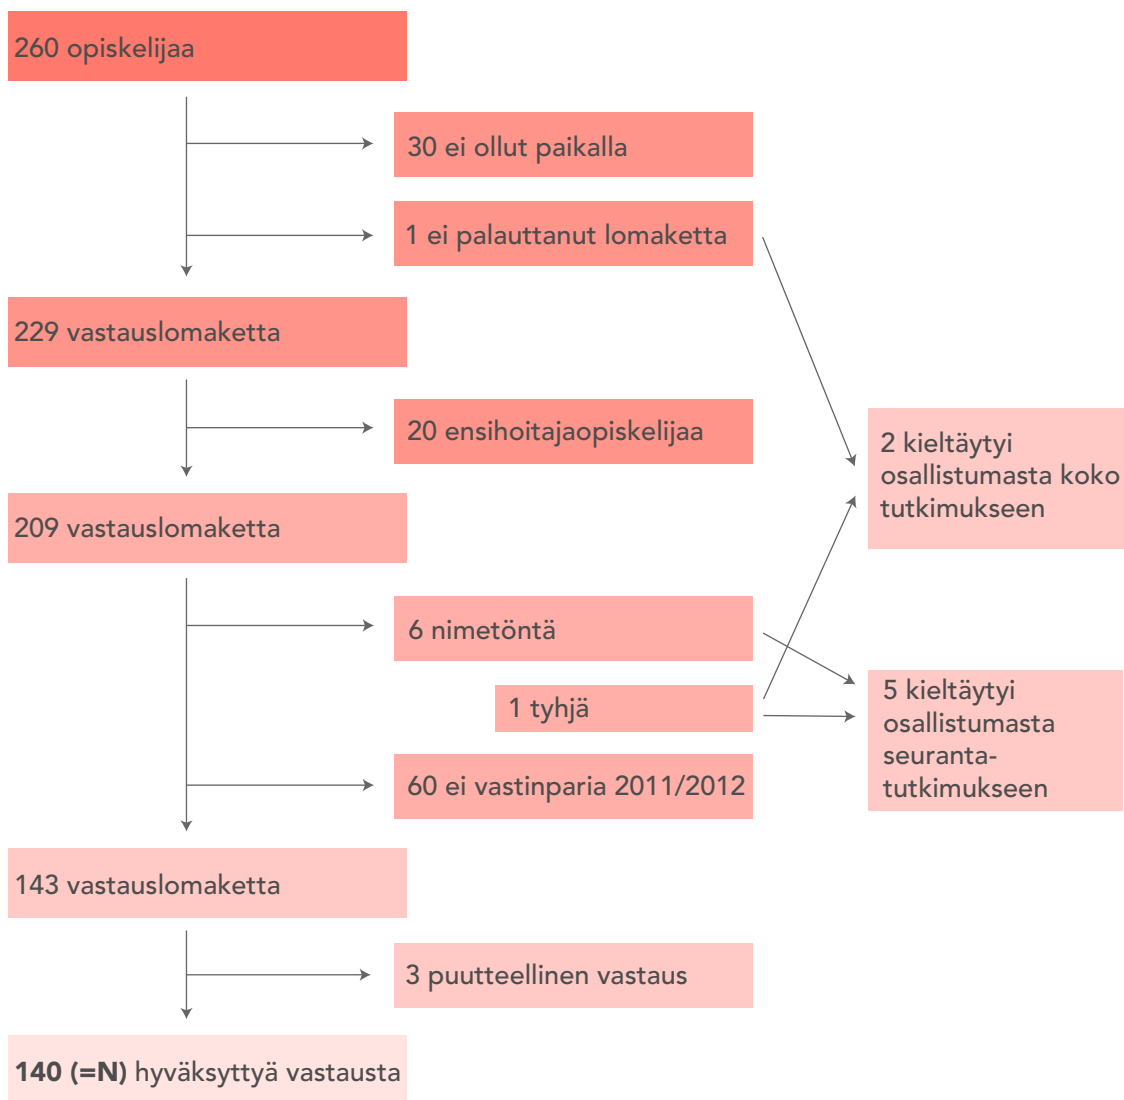 260 opiskelijaa
30 ei ollut paikalla
1 ei palauttanut lomaketta
229 vastauslomaketta
20 ensihoitajaopiskelijaa
2 kieltäytyi
osallistumasta koko
tutkimukseen
209 vastauslomaketta
6 nimetöntä
1 tyhjä
5 kieltäytyi
osallistumasta
seuranta-
tutkimukseen
60 ei vastinparia 2011/2012
143 vastauslomaketta
3 puutteellinen vastaus
140 (=N) hyväksyttyä vastausta